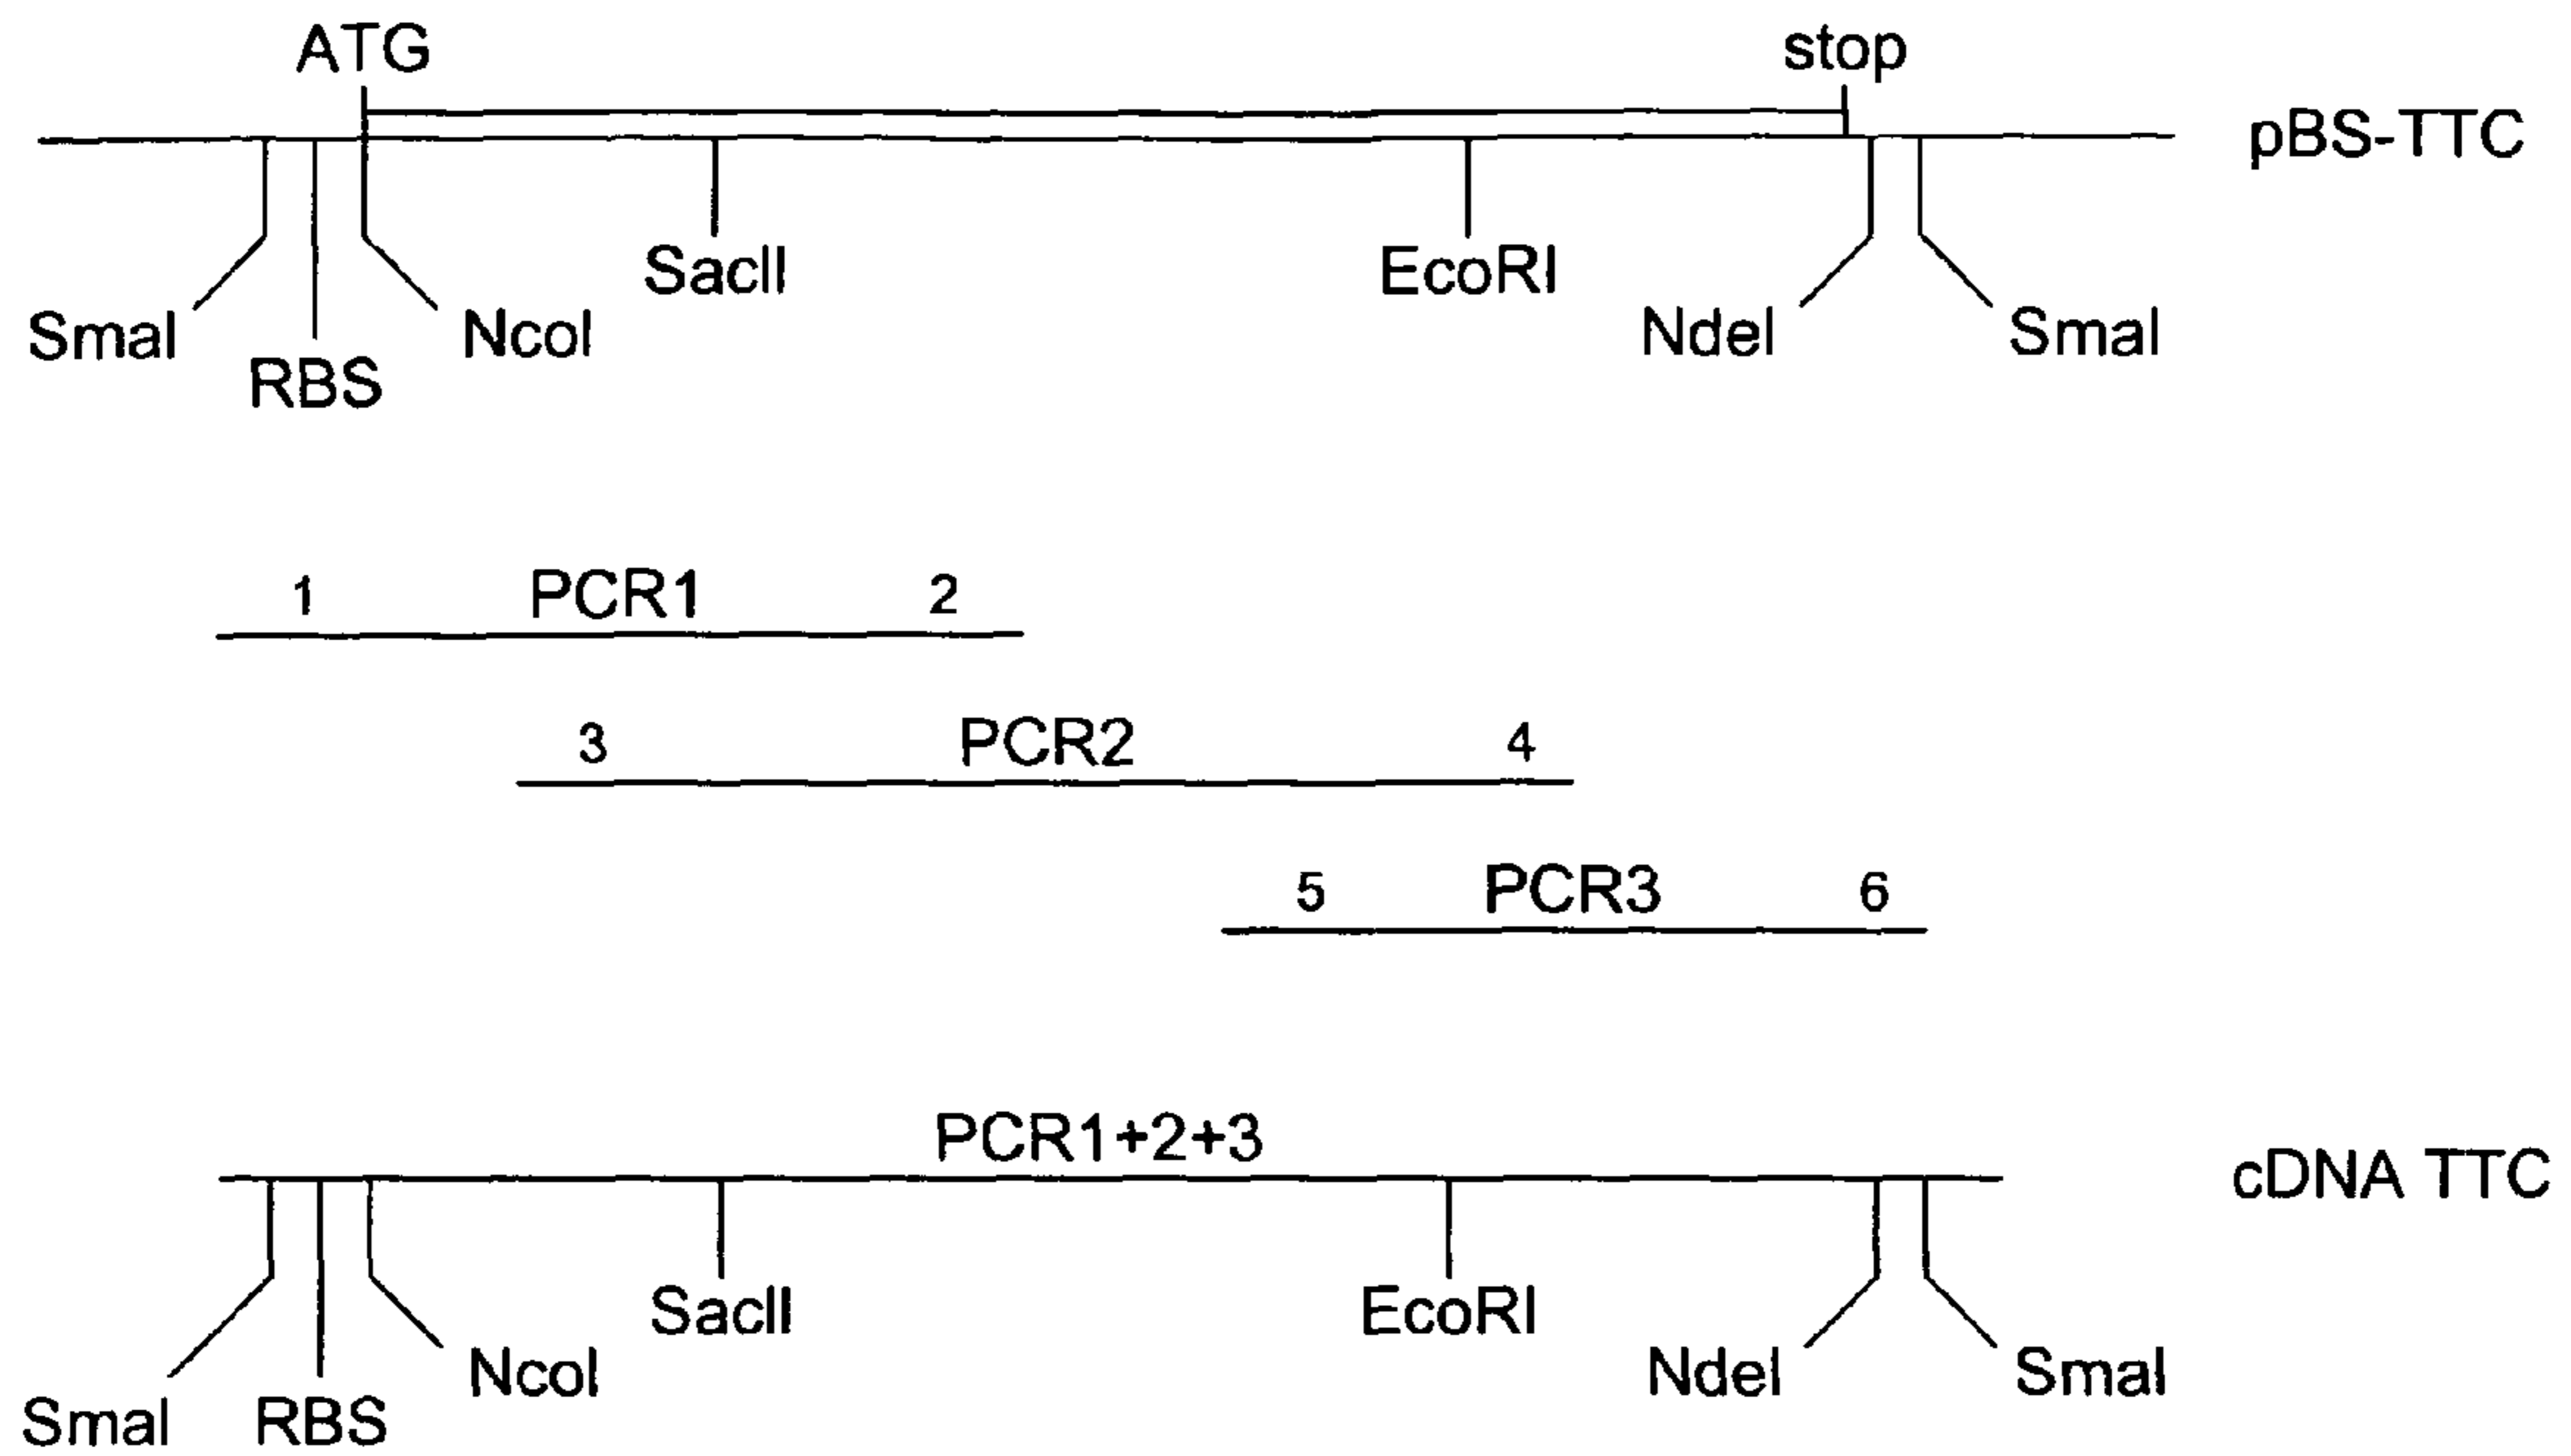 ATG
stop
pBS-TTC
SacII
EcoRI
SmaI
NcoI
NdeI
SmaI
RBS
1 PCR1 2
3 PCR2 4
5 PCR3 6
PCR1+2+3
cDNA TTC
SacII
EcoRI
NcoI
NdeI
SmaI
SmaI
RBS